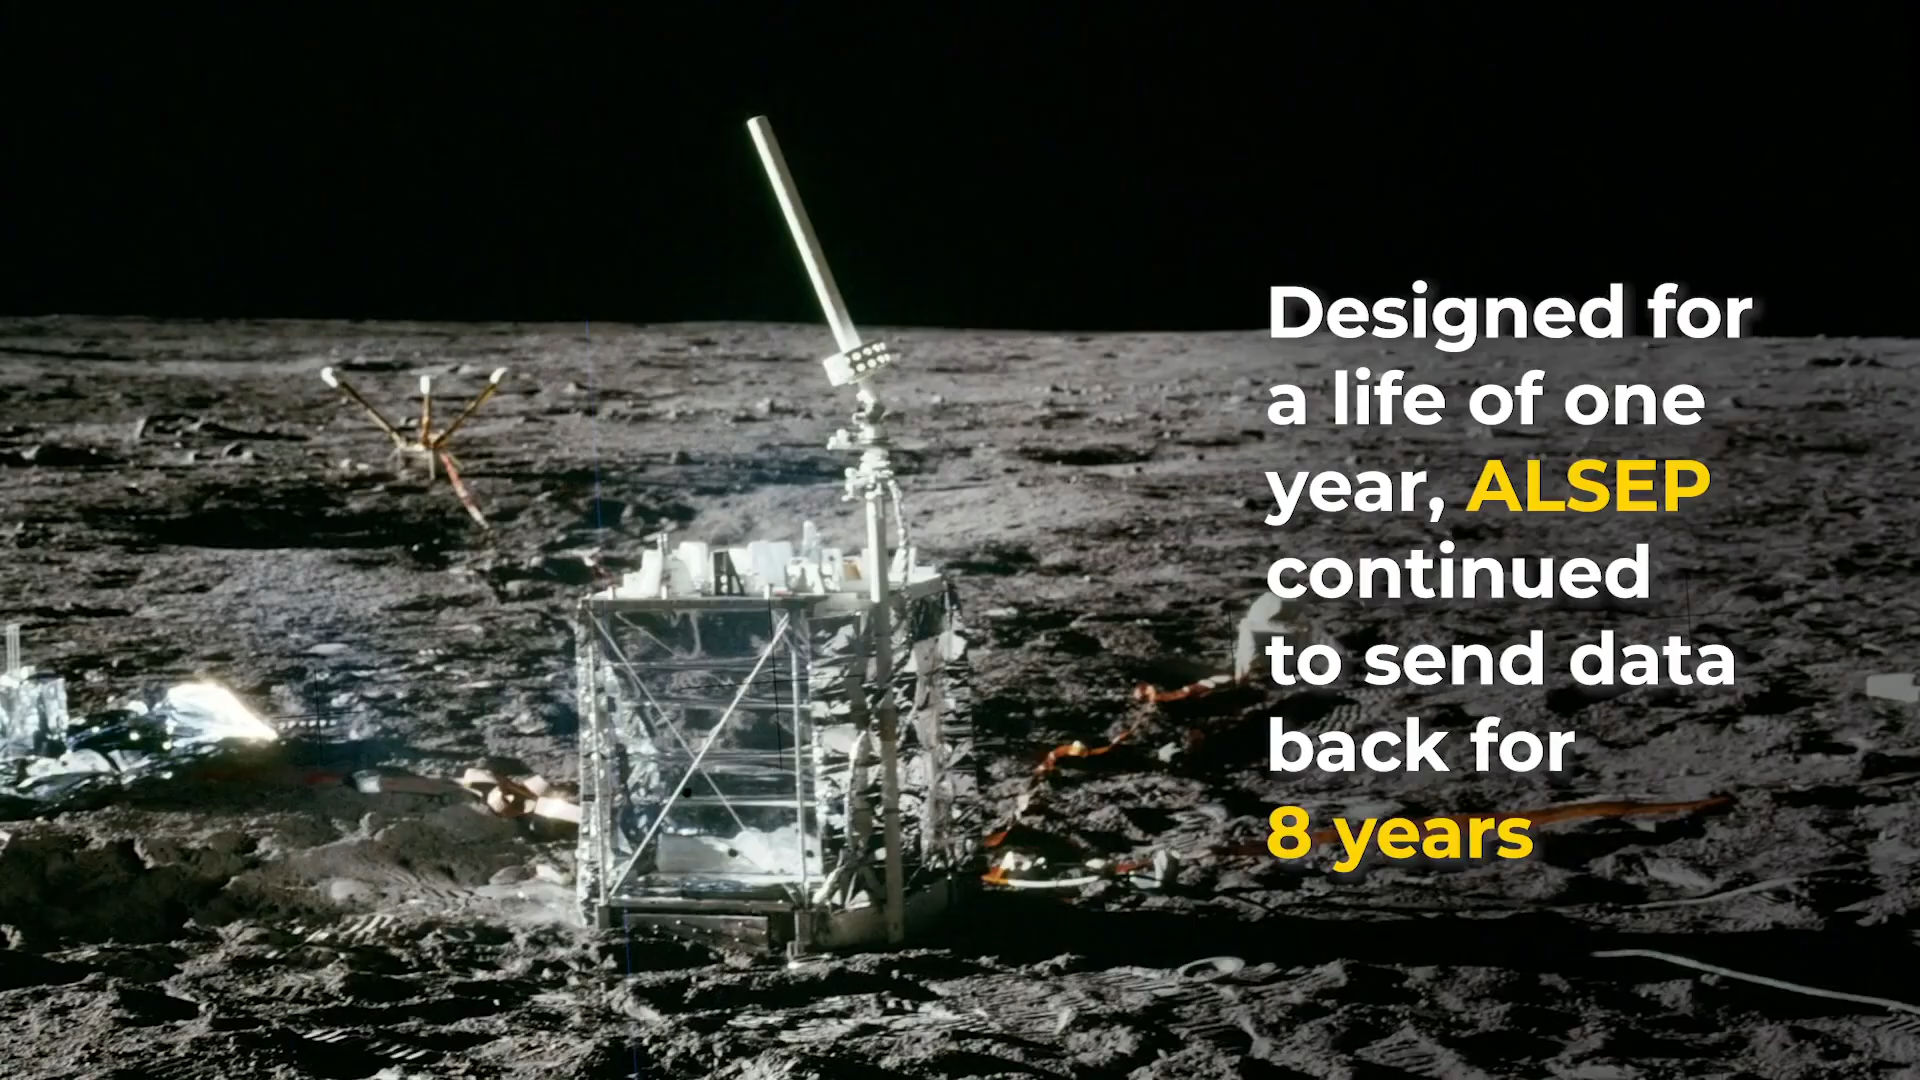 Designed for
a life of one
year, ALSEP
continued
to send data
back for
8 years